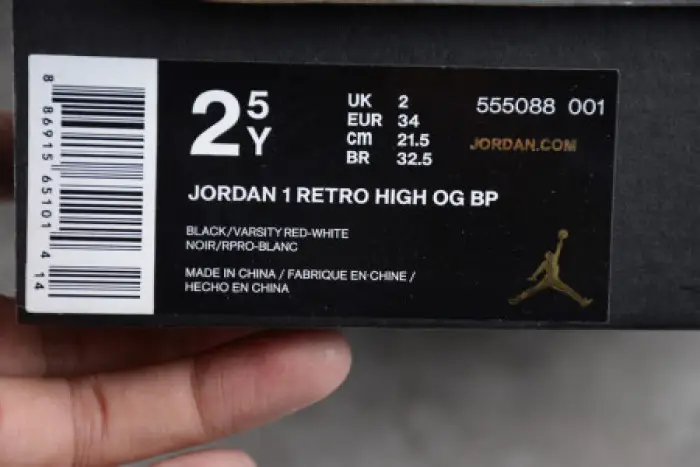 8 86915 65101 4 14
2 5Y
UK 2
EUR 34
cm 21.5
BR 32.5
555088 001
JORDAN.COM
JORDAN 1 RETRO HIGH OG BP
BLACK/VARSITY RED-WHITE
NOIR/RPRO-BLANC
MADE IN CHINA / FABRIQUE EN CHINE /
HECHO EN CHINA